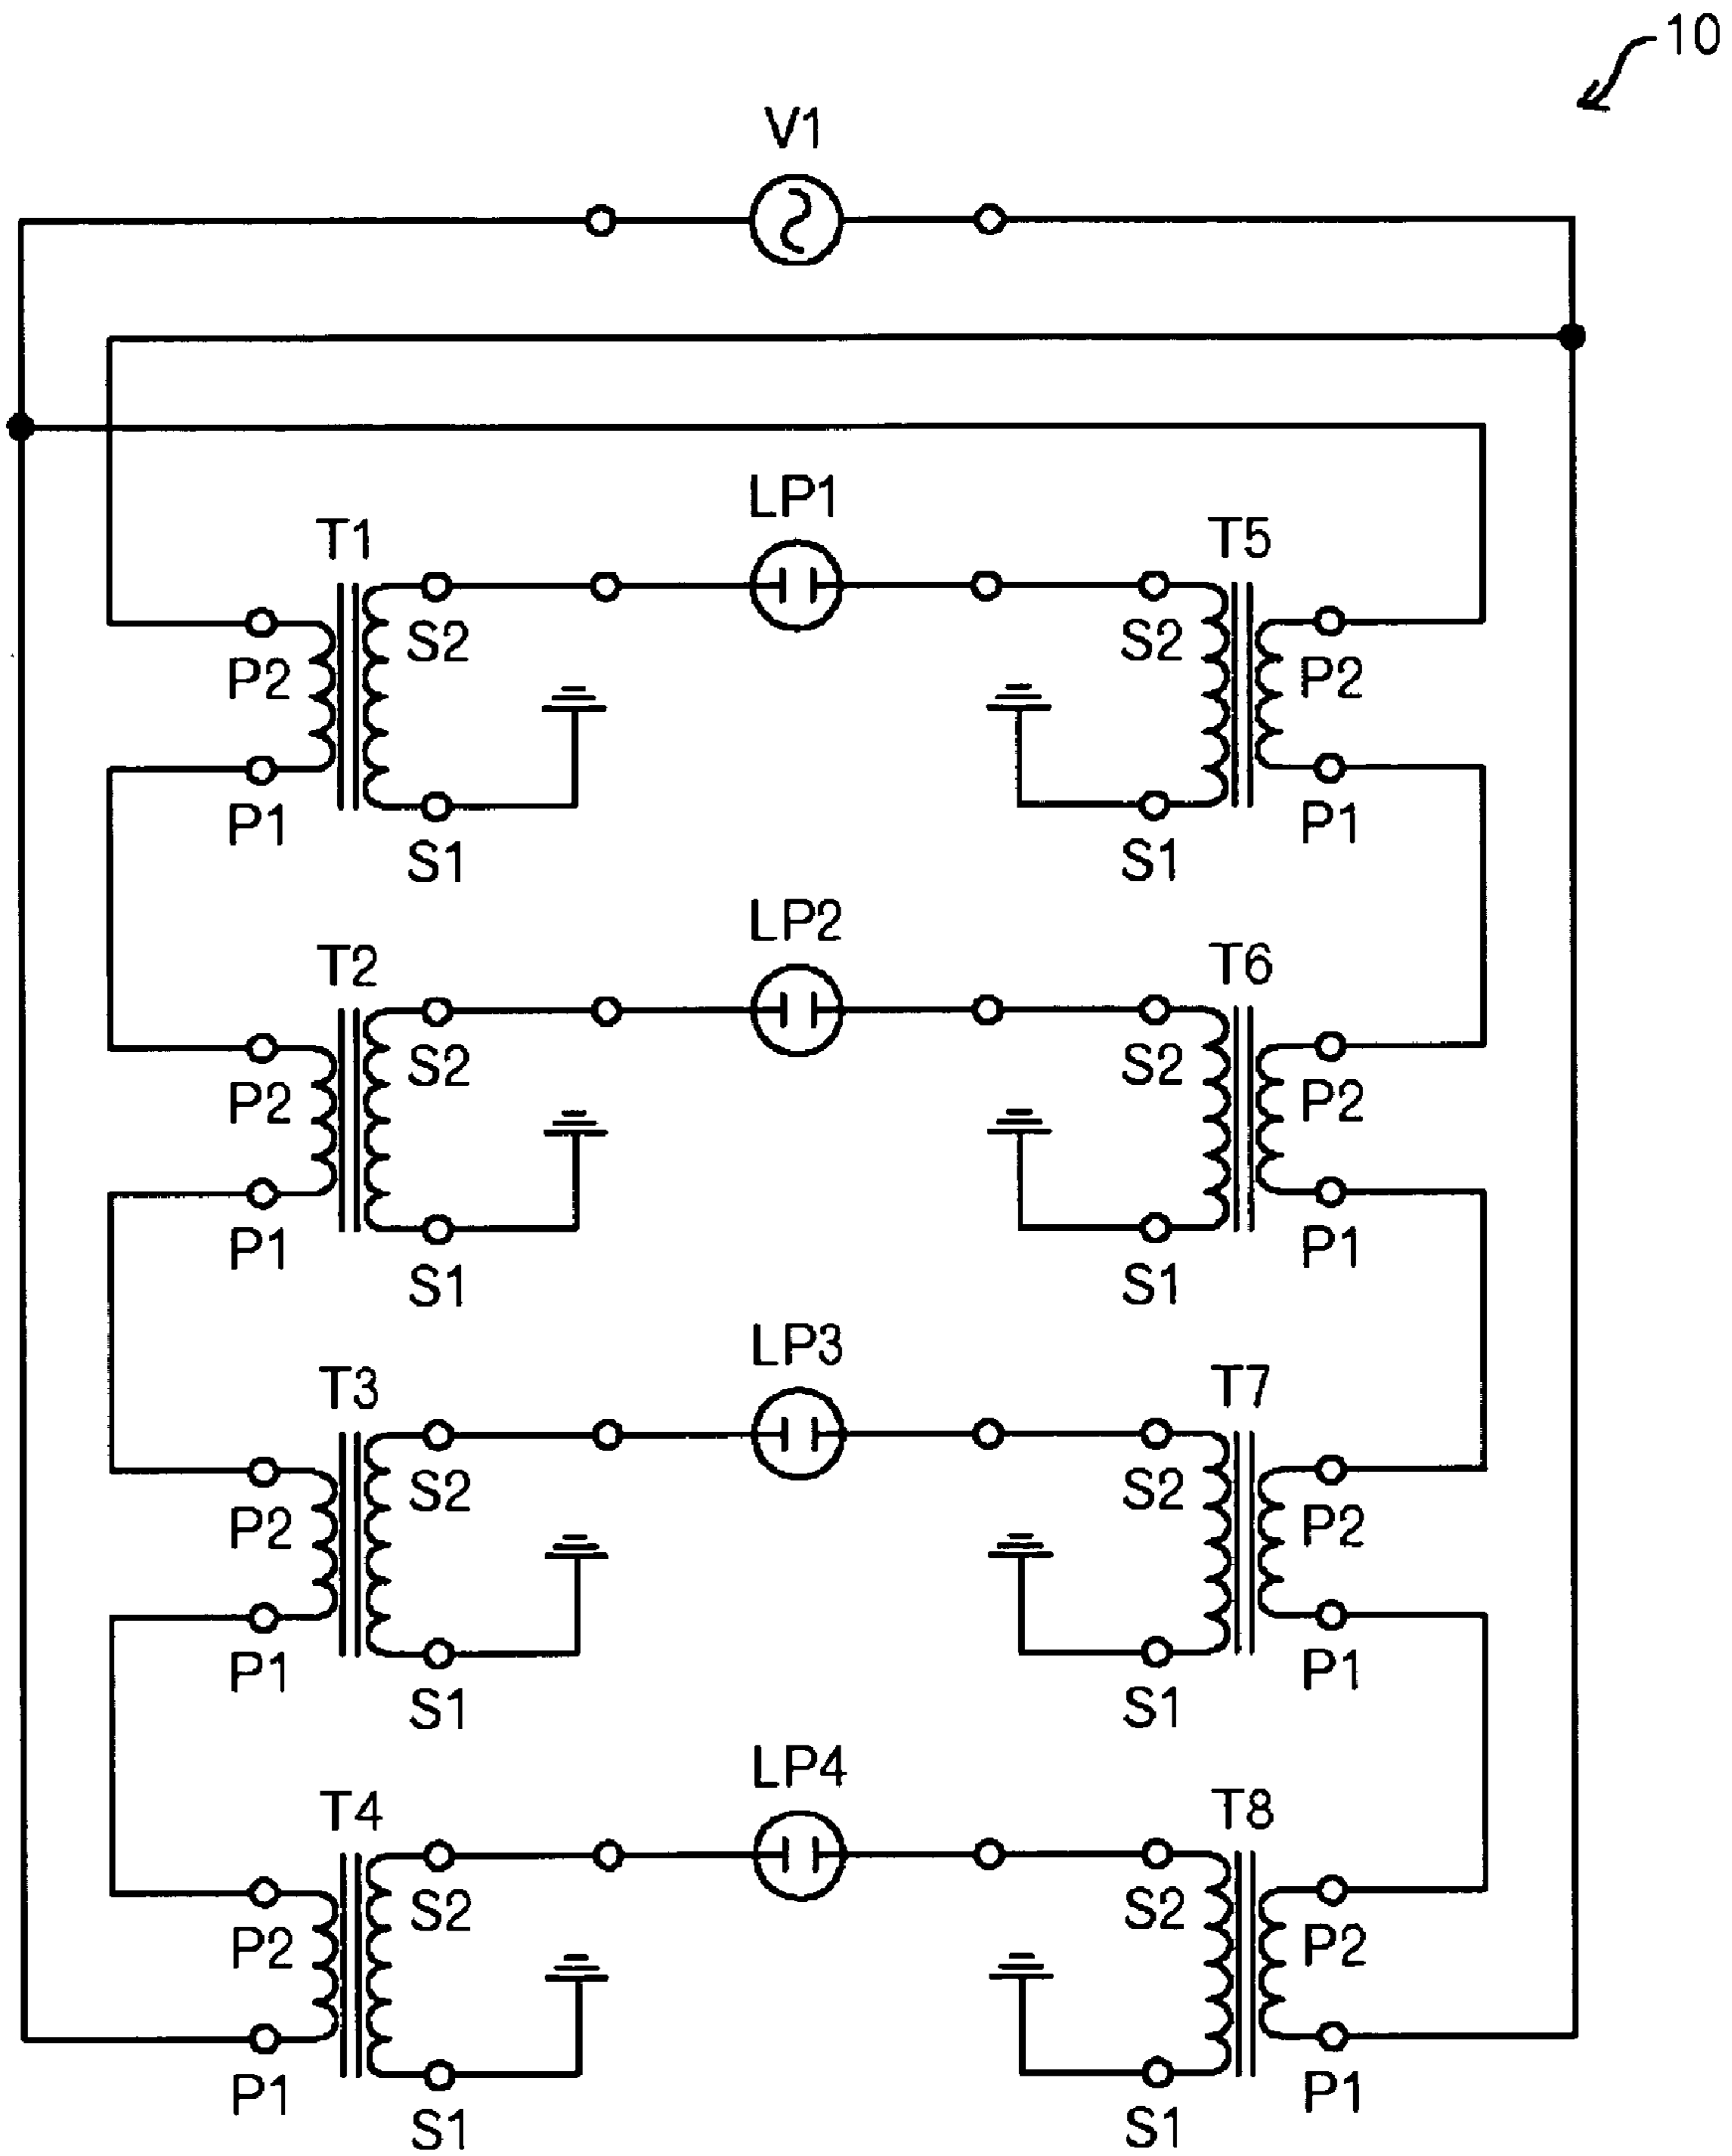 10
V1
LP1
T1 T5
S2 S2
P2 P2
P1 P1
S1 S1
LP2
T2 T6
S2 S2
P2 P2
P1 P1
S1 S1
LP3
T3 T7
S2 S2
P2 P2
P1 P1
S1 S1
LP4
T4 T8
S2 S2
P2 P2
P1 P1
S1 S1